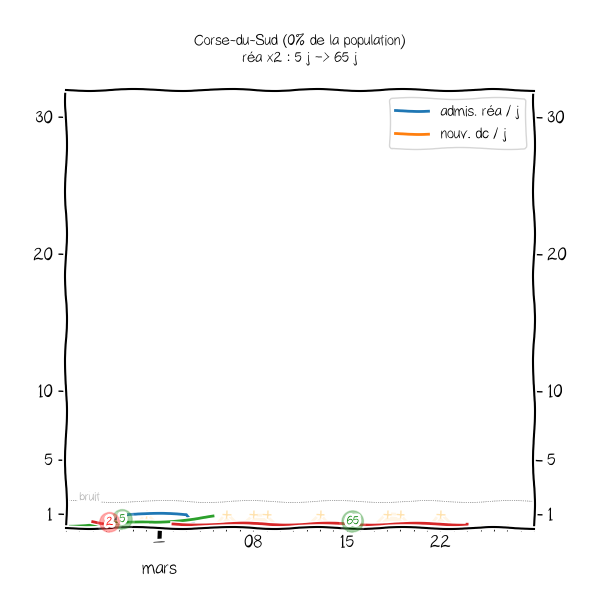 Corse-du-Sud (0% de la population)
réa x2 : 5 j -> 65 j
admis. réa / j
nouv. dc / j
30
30
20
20
10
10
5
5
... bruit
1
2
5
65
1
1
08
15
22
mars